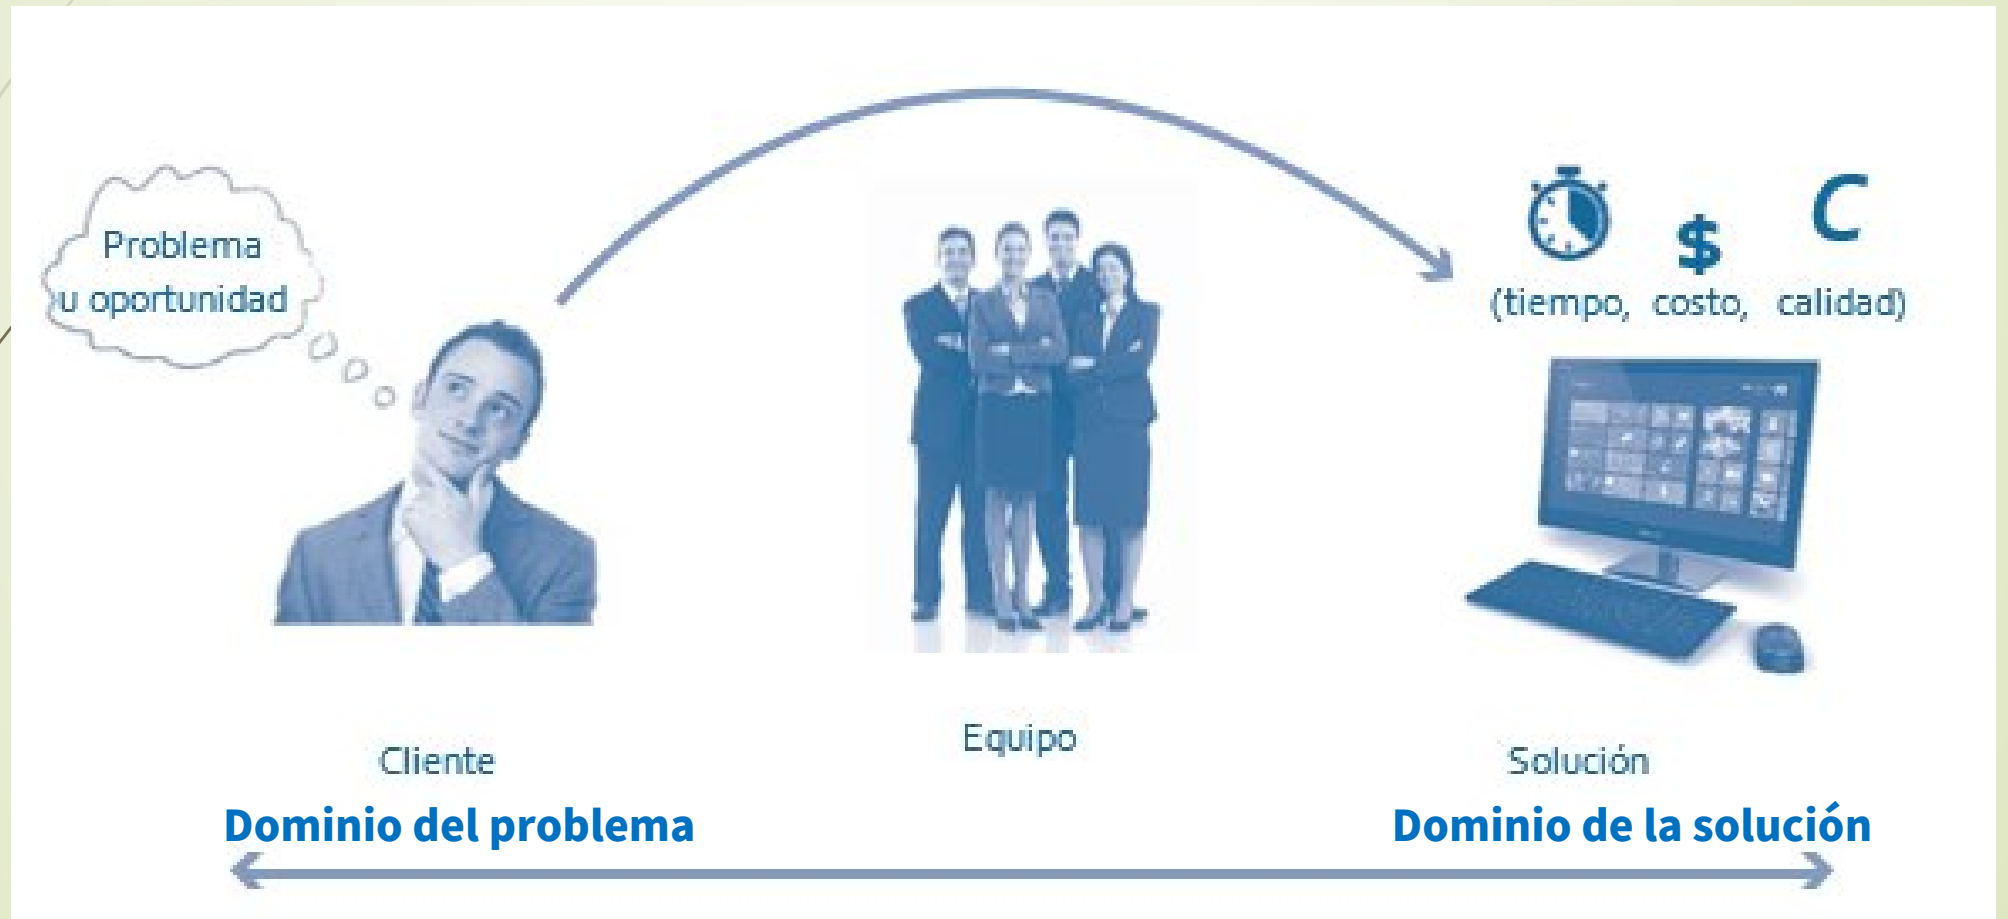 Problema
u oportunidad
$ C
(tiempo, costo, calidad)
Cliente
Equipo
Solución
Dominio del problema
Dominio de la solución